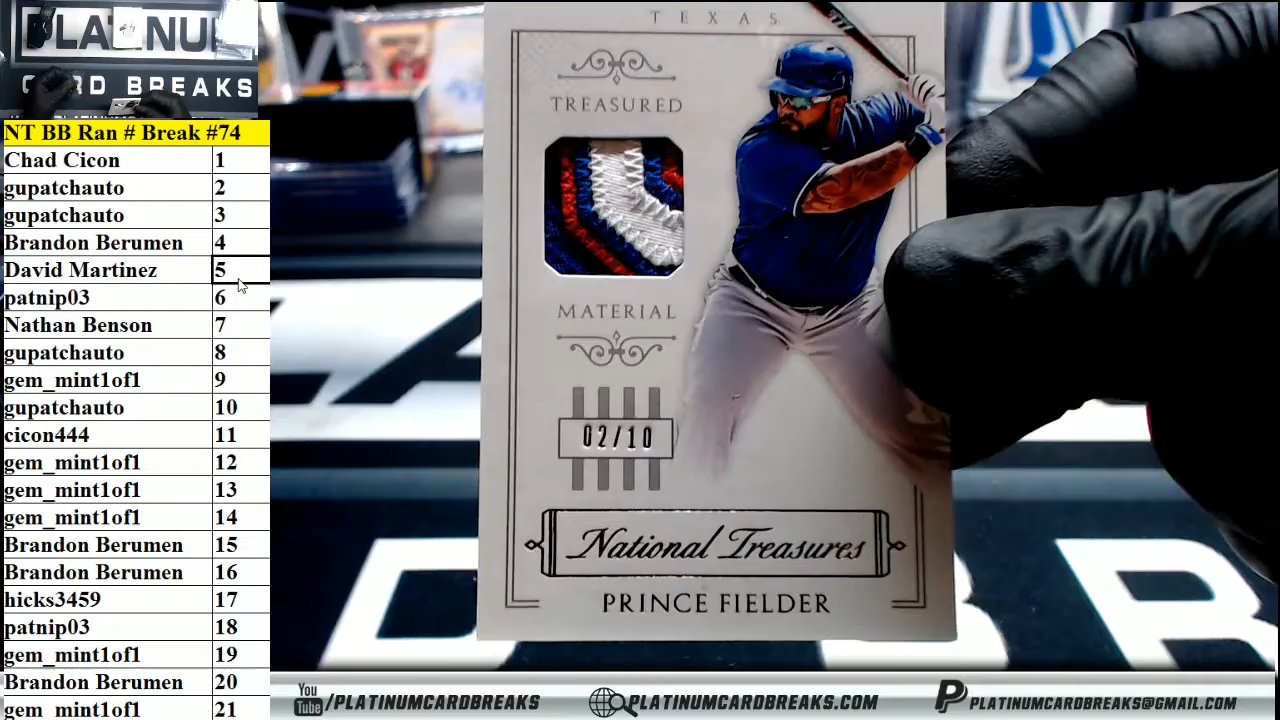 PLATINU
CARD BREAKS
NT BB Ran # Break #74
Chad Cicon 1
gupatchauto 2
gupatchauto 3
Brandon Berumen 4
David Martinez 5
patnip03 6
Nathan Benson 7
gupatchauto 8
gem_mint1of1 9
gupatchauto 10
cicon444 11
gem_mint1of1 12
gem_mint1of1 13
gem_mint1of1 14
Brandon Berumen 15
Brandon Berumen 16
hicks3459 17
patnip03 18
gem_mint1of1 19
Brandon Berumen 20
gem_mint1of1 21
TEXAS
TREASURED
MATERIAL
02/10
National Treasures
PRINCE FIELDER
You Tube /PLATINUMCARDBREAKS
PLATINUMCARDBREAKS.COM
PLATINUMCARDBREAKS@GMAIL.COM